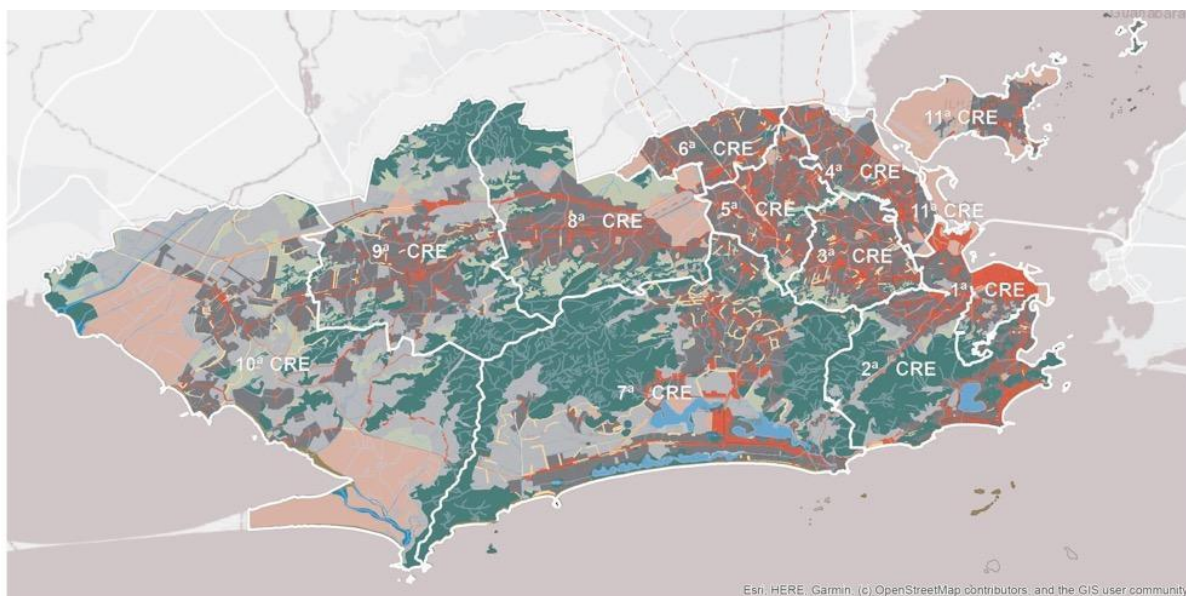 Guanabara
11ª CRE
6ª CRE
4ª CRE
8ª CRE
5ª CRE
11ª CRE
9ª CRE
3ª CRE
1ª CRE
10ª CRE
2ª CRE
7ª CRE
Esri, HERE, Garmin, (c) OpenStreetMap contributors, and the GIS user community